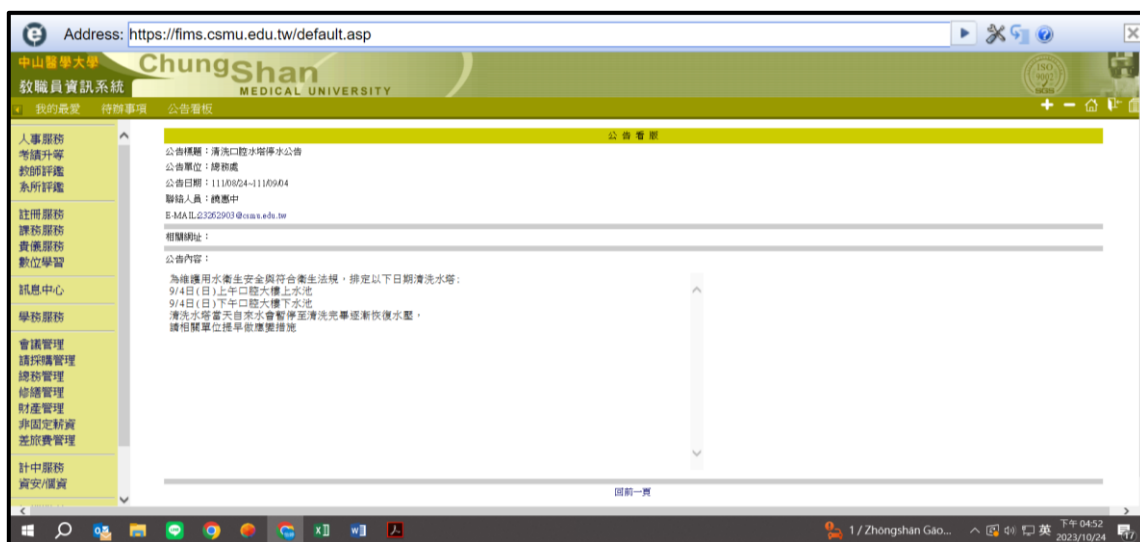 Address: https://fims.csmu.edu.tw/default.asp
中山醫學大學
教職員資訊系統
ChungShan
MEDICAL UNIVERSITY
ISO
9002
我的最愛 待辦事項 公告看板
人事服務
考績升等
教師評鑑
系所評鑑
註冊服務
課務服務
貴儀服務
數位學習
訊息中心
學務服務
會議管理
請採購管理
總務管理
修繕管理
財產管理
非固定薪資
差旅費管理
計中服務
資安/個資
公 告 看 版
公告標題：清洗口腔水塔停水公告
公告單位：總務處
公告日期：111/08/24~111/09/04
聯絡人員：饒惠中
E-MAIL:23262903@csmu.edu.tw
相關網址：
公告內容：
為維護用水衛生安全與符合衛生法規，排定以下日期清洗水塔:
9/4日(日)上午口腔大樓上水池
9/4日(日)下午口腔大樓下水池
清洗水塔當天自來水會暫停至清洗完畢逐漸恢復水壓，
請相關單位提早做應變措施
回前一頁
1 / Zhongshan Gao...
英
下午 04:52
2023/10/24